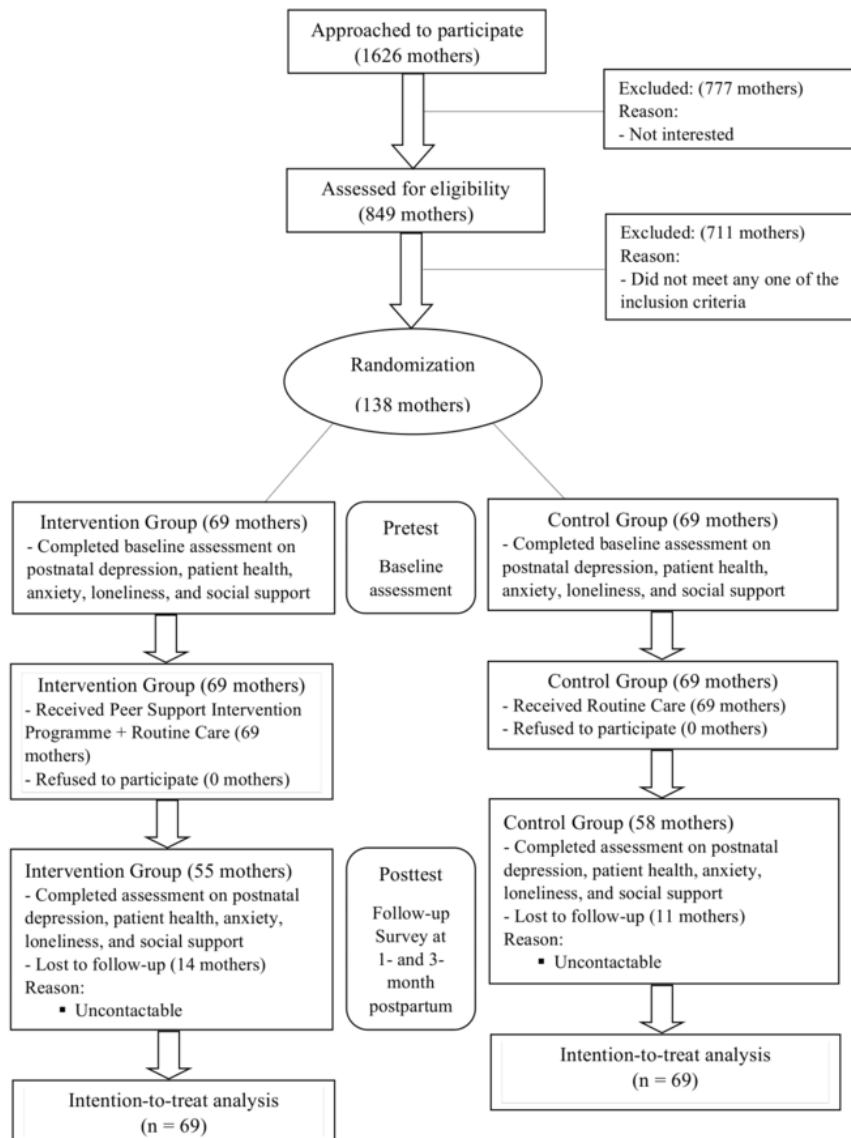 Approached to participate
(1626 mothers)
Excluded: (777 mothers)
Reason:
- Not interested
Assessed for eligibility
(849 mothers)
Excluded: (711 mothers)
Reason:
- Did not meet any one of the
inclusion criteria
Randomization
(138 mothers)
Intervention Group (69 mothers)
- Completed baseline assessment on
postnatal depression, patient health,
anxiety, loneliness, and social support
Pretest
Baseline
assessment
Control Group (69 mothers)
- Completed baseline assessment on
postnatal depression, patient health,
anxiety, loneliness, and social support
Intervention Group (69 mothers)
- Received Peer Support Intervention
Programme + Routine Care (69
mothers)
- Refused to participate (0 mothers)
Control Group (69 mothers)
- Received Routine Care (69 mothers)
- Refused to participate (0 mothers)
Intervention Group (55 mothers)
- Completed assessment on postnatal
depression, patient health, anxiety,
loneliness, and social support
- Lost to follow-up (14 mothers)
Reason:
▪ Uncontactable
Posttest
Follow-up
Survey at
1- and 3-
month
postpartum
Control Group (58 mothers)
- Completed assessment on postnatal
depression, patient health, anxiety,
loneliness, and social support
- Lost to follow-up (11 mothers)
Reason:
▪ Uncontactable
Intention-to-treat analysis
(n = 69)
Intention-to-treat analysis
(n = 69)